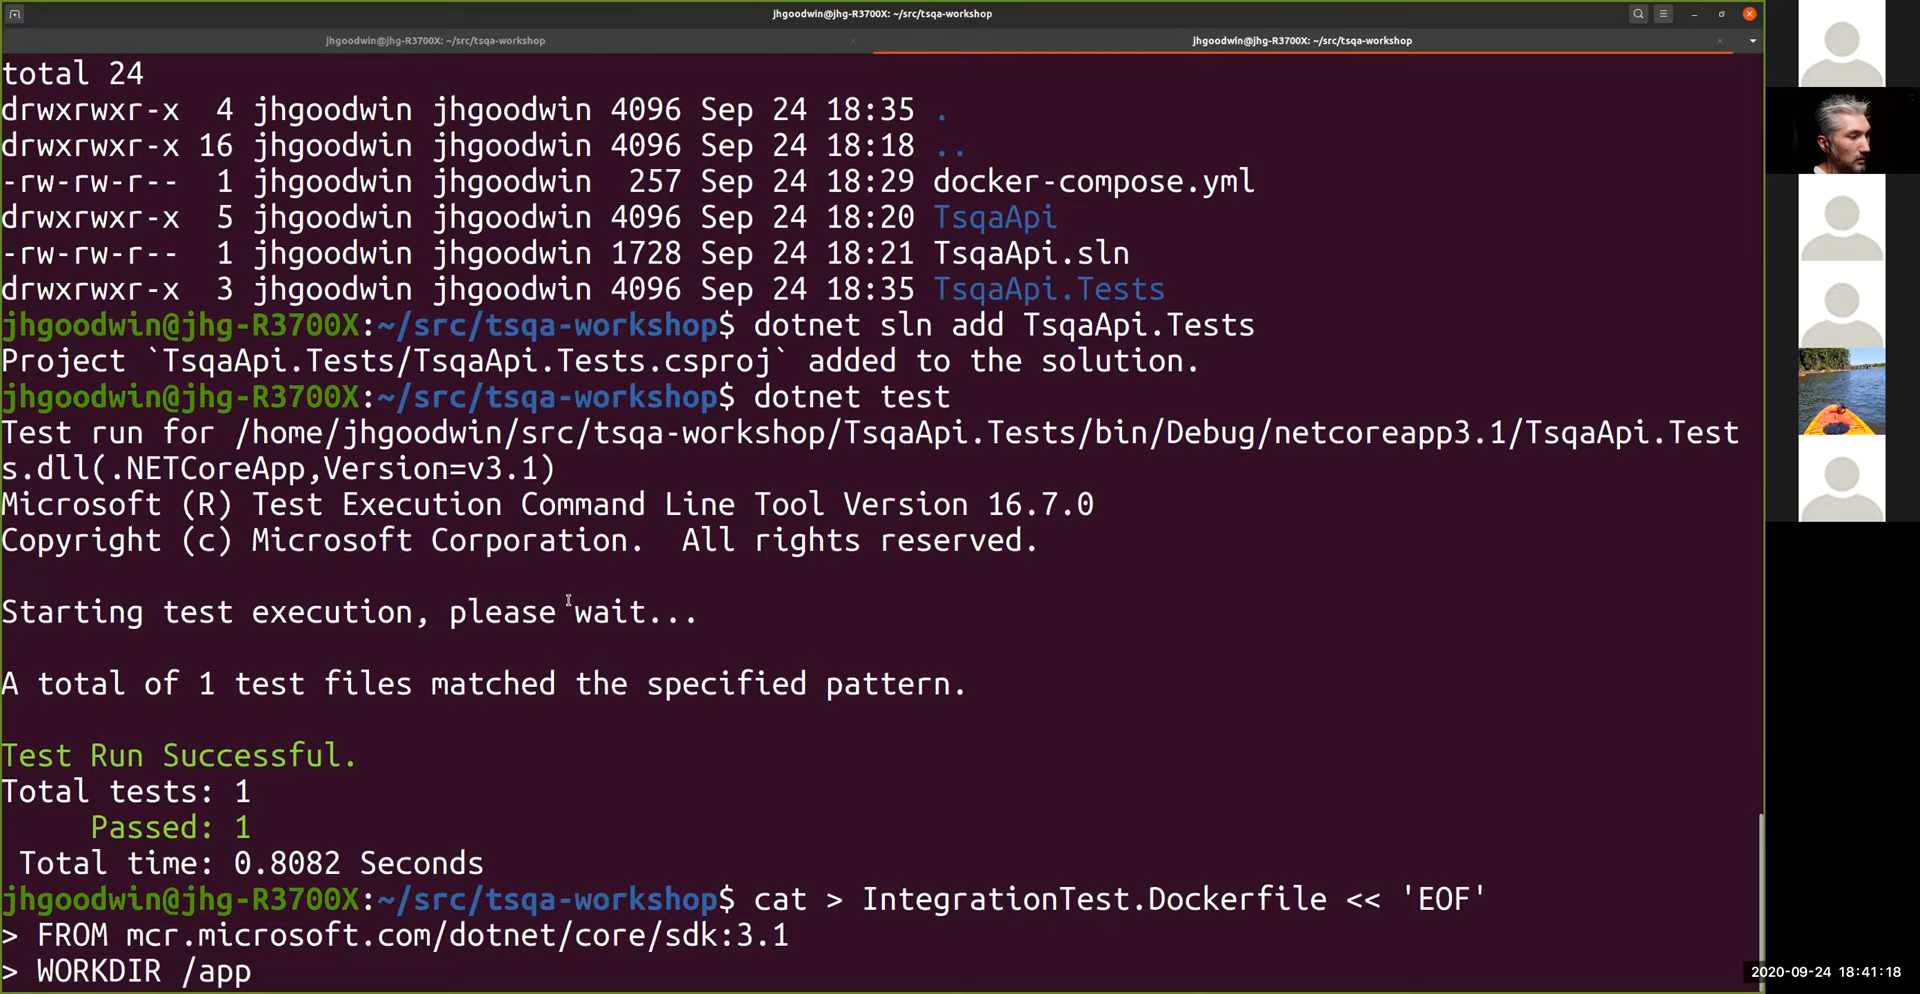 jhgoodwin@jhg-R3700X: ~/src/tsqa-workshop
jhgoodwin@jhg-R3700X: ~/src/tsqa-workshop
jhgoodwin@jhg-R3700X: ~/src/tsqa-workshop
total 24
drwxrwxr-x  4 jhgoodwin jhgoodwin 4096 Sep 24 18:35 .
drwxrwxr-x 16 jhgoodwin jhgoodwin 4096 Sep 24 18:18 ..
-rw-rw-r--  1 jhgoodwin jhgoodwin  257 Sep 24 18:29 docker-compose.yml
drwxrwxr-x  5 jhgoodwin jhgoodwin 4096 Sep 24 18:20 TsqaApi
-rw-rw-r--  1 jhgoodwin jhgoodwin 1728 Sep 24 18:21 TsqaApi.sln
drwxrwxr-x  3 jhgoodwin jhgoodwin 4096 Sep 24 18:35 TsqaApi.Tests
jhgoodwin@jhg-R3700X:~/src/tsqa-workshop$ dotnet sln add TsqaApi.Tests
Project `TsqaApi.Tests/TsqaApi.Tests.csproj` added to the solution.
jhgoodwin@jhg-R3700X:~/src/tsqa-workshop$ dotnet test
Test run for /home/jhgoodwin/src/tsqa-workshop/TsqaApi.Tests/bin/Debug/netcoreapp3.1/TsqaApi.Test
s.dll(.NETCoreApp,Version=v3.1)
Microsoft (R) Test Execution Command Line Tool Version 16.7.0
Copyright (c) Microsoft Corporation.  All rights reserved.
Starting test execution, please wait...
A total of 1 test files matched the specified pattern.
Test Run Successful.
Total tests: 1
     Passed: 1
 Total time: 0.8082 Seconds
jhgoodwin@jhg-R3700X:~/src/tsqa-workshop$ cat > IntegrationTest.Dockerfile << 'EOF'
> FROM mcr.microsoft.com/dotnet/core/sdk:3.1
> WORKDIR /app
2020-09-24 18:41:18